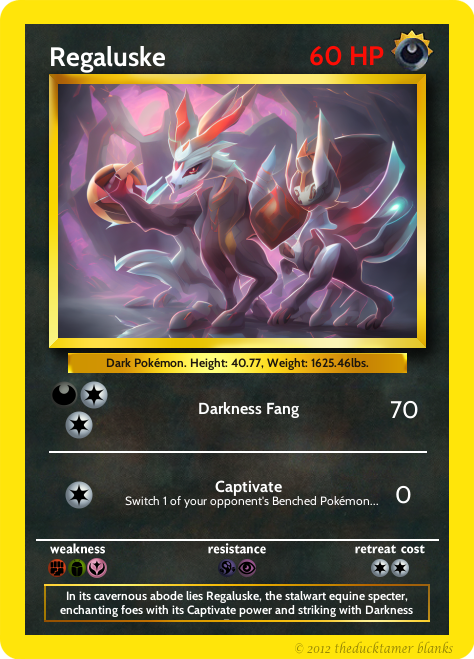 Regaluske
60 HP
Dark Pokémon. Height: 40.77, Weight: 1625.46lbs.
Darkness Fang
70
Captivate
0
Switch 1 of your opponent's Benched Pokémon...
weakness
resistance
retreat cost
In its cavernous abode lies Regaluske, the stalwart equine specter,
enchanting foes with its Captivate power and striking with Darkness
© 2012 theducktamer blanks